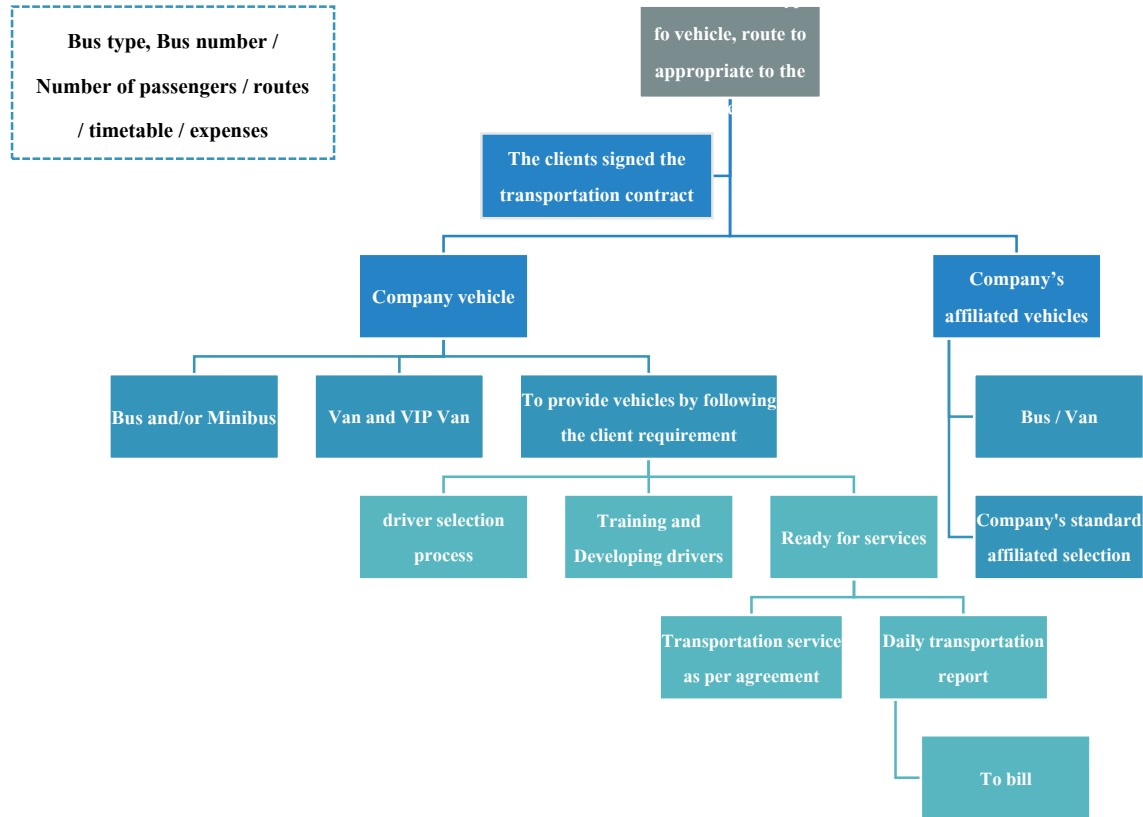 Bus type, Bus number /
Number of passengers / routes
/ timetable / expenses
fo vehicle, route to
appropriate to the
The clients signed the
transportation contract
Company vehicle
Company’s
affiliated vehicles
Bus and/or Minibus
Van and VIP Van
To provide vehicles by following
the client requirement
Bus / Van
driver selection
process
Training and
Developing drivers
Ready for services
Company's standard
affiliated selection
Transportation service
as per agreement
Daily transportation
report
To bill